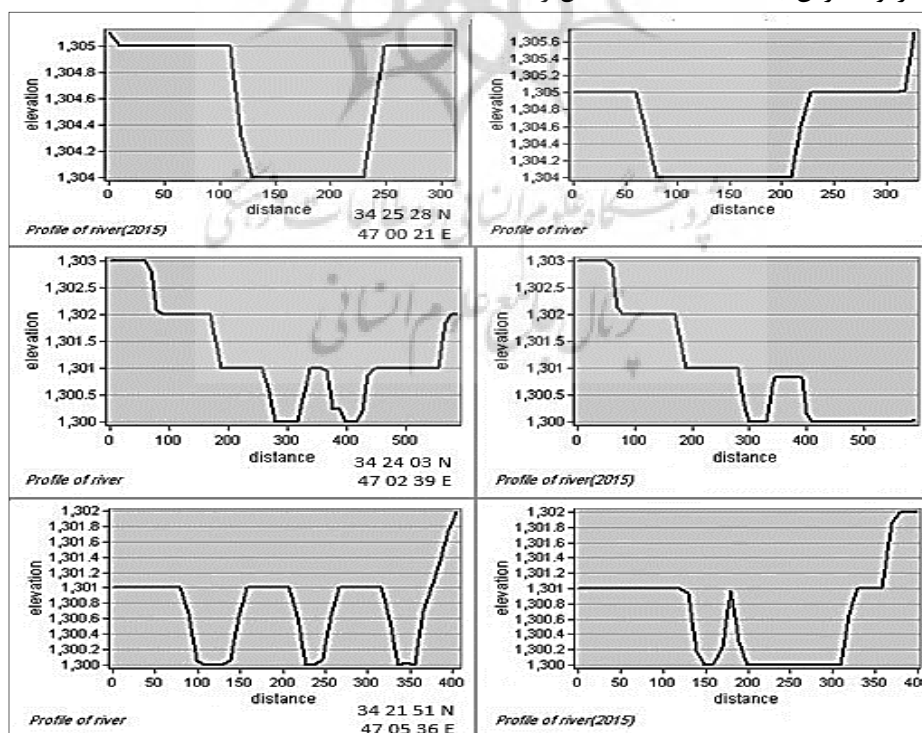 1,305
1,304.8
1,304.6
1,304.4
1,304.2
1,304
elevation
0 50 100 150 200 250 300
distance
Profile of river(2015)
34 25 28 N
47 00 21 E
1,305.6
1,305.4
1,305.2
1,305
1,304.8
1,304.6
1,304.4
1,304.2
1,304
elevation
0 100 200 300
distance
Profile of river
1,303
1,302.5
1,302
1,301.5
1,301
1,300.5
1,300
elevation
0 100 200 300 400 500
distance
Profile of river
34 24 03 N
47 02 39 E
1,303
1,302.5
1,302
1,301.5
1,301
1,300.5
1,300
elevation
0 100 200 300 400 500
distance
Profile of river(2015)
1,302
1,301.8
1,301.6
1,301.4
1,301.2
1,301
1,300.8
1,300.6
1,300.4
1,300.2
1,300
elevation
0 50 100 150 200 250 300 350 400
distance
Profile of river
34 21 51 N
47 05 36 E
1,302
1,301.8
1,301.6
1,301.4
1,301.2
1,301
1,300.8
1,300.6
1,300.4
1,300.2
1,300
elevation
0 50 100 150 200 250 300 350 400
distance
Profile of river(2015)
پژوهشگاه علوم انسانی و مطالعات فرهنگی
پرتال جامع علوم انسانی